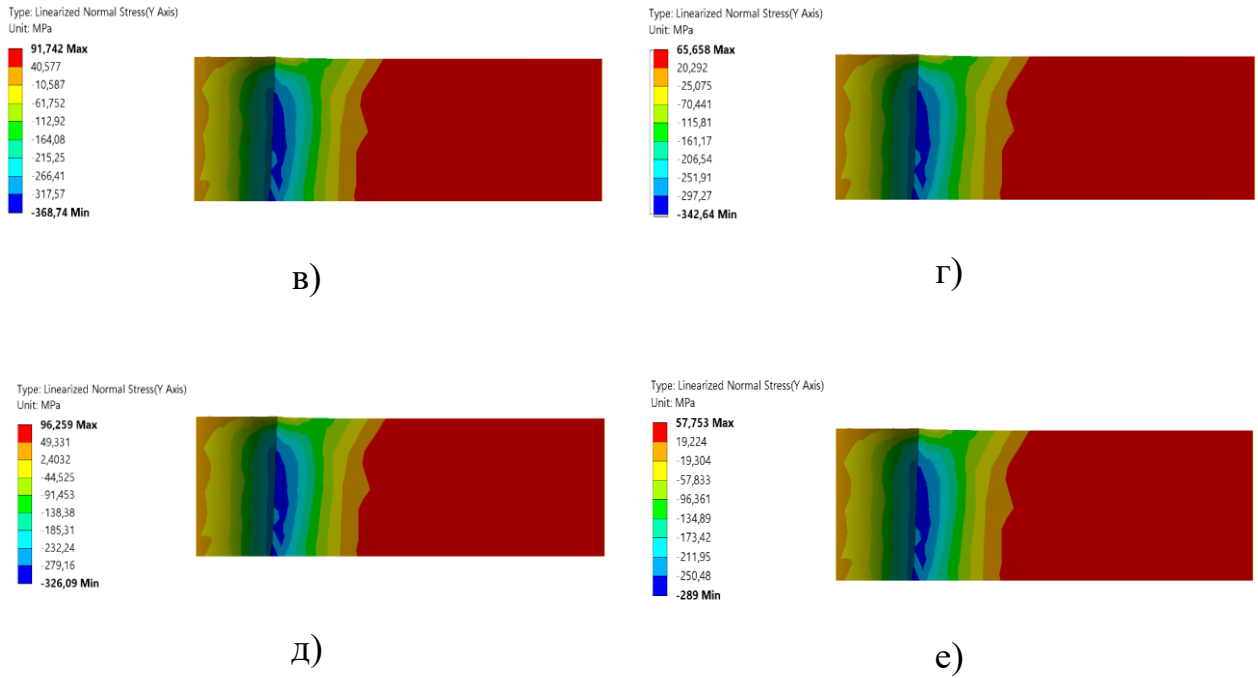 Type: Linearized Normal Stress(Y Axis)
Unit: MPa
91,742 Max
40,577
-10,587
-61,752
-112,92
-164,08
-215,25
-266,41
-317,57
-368,74 Min
в)
Type: Linearized Normal Stress(Y Axis)
Unit: MPa
65,658 Max
20,292
-25,075
-70,441
-115,81
-161,17
-206,54
-251,91
-297,27
-342,64 Min
г)
Type: Linearized Normal Stress(Y Axis)
Unit: MPa
96,259 Max
49,331
2,4032
-44,525
-91,453
-138,38
-185,31
-232,24
-279,16
-326,09 Min
д)
Type: Linearized Normal Stress(Y Axis)
Unit: MPa
57,753 Max
19,224
-19,304
-57,833
-96,361
-134,89
-173,42
-211,95
-250,48
-289 Min
е)